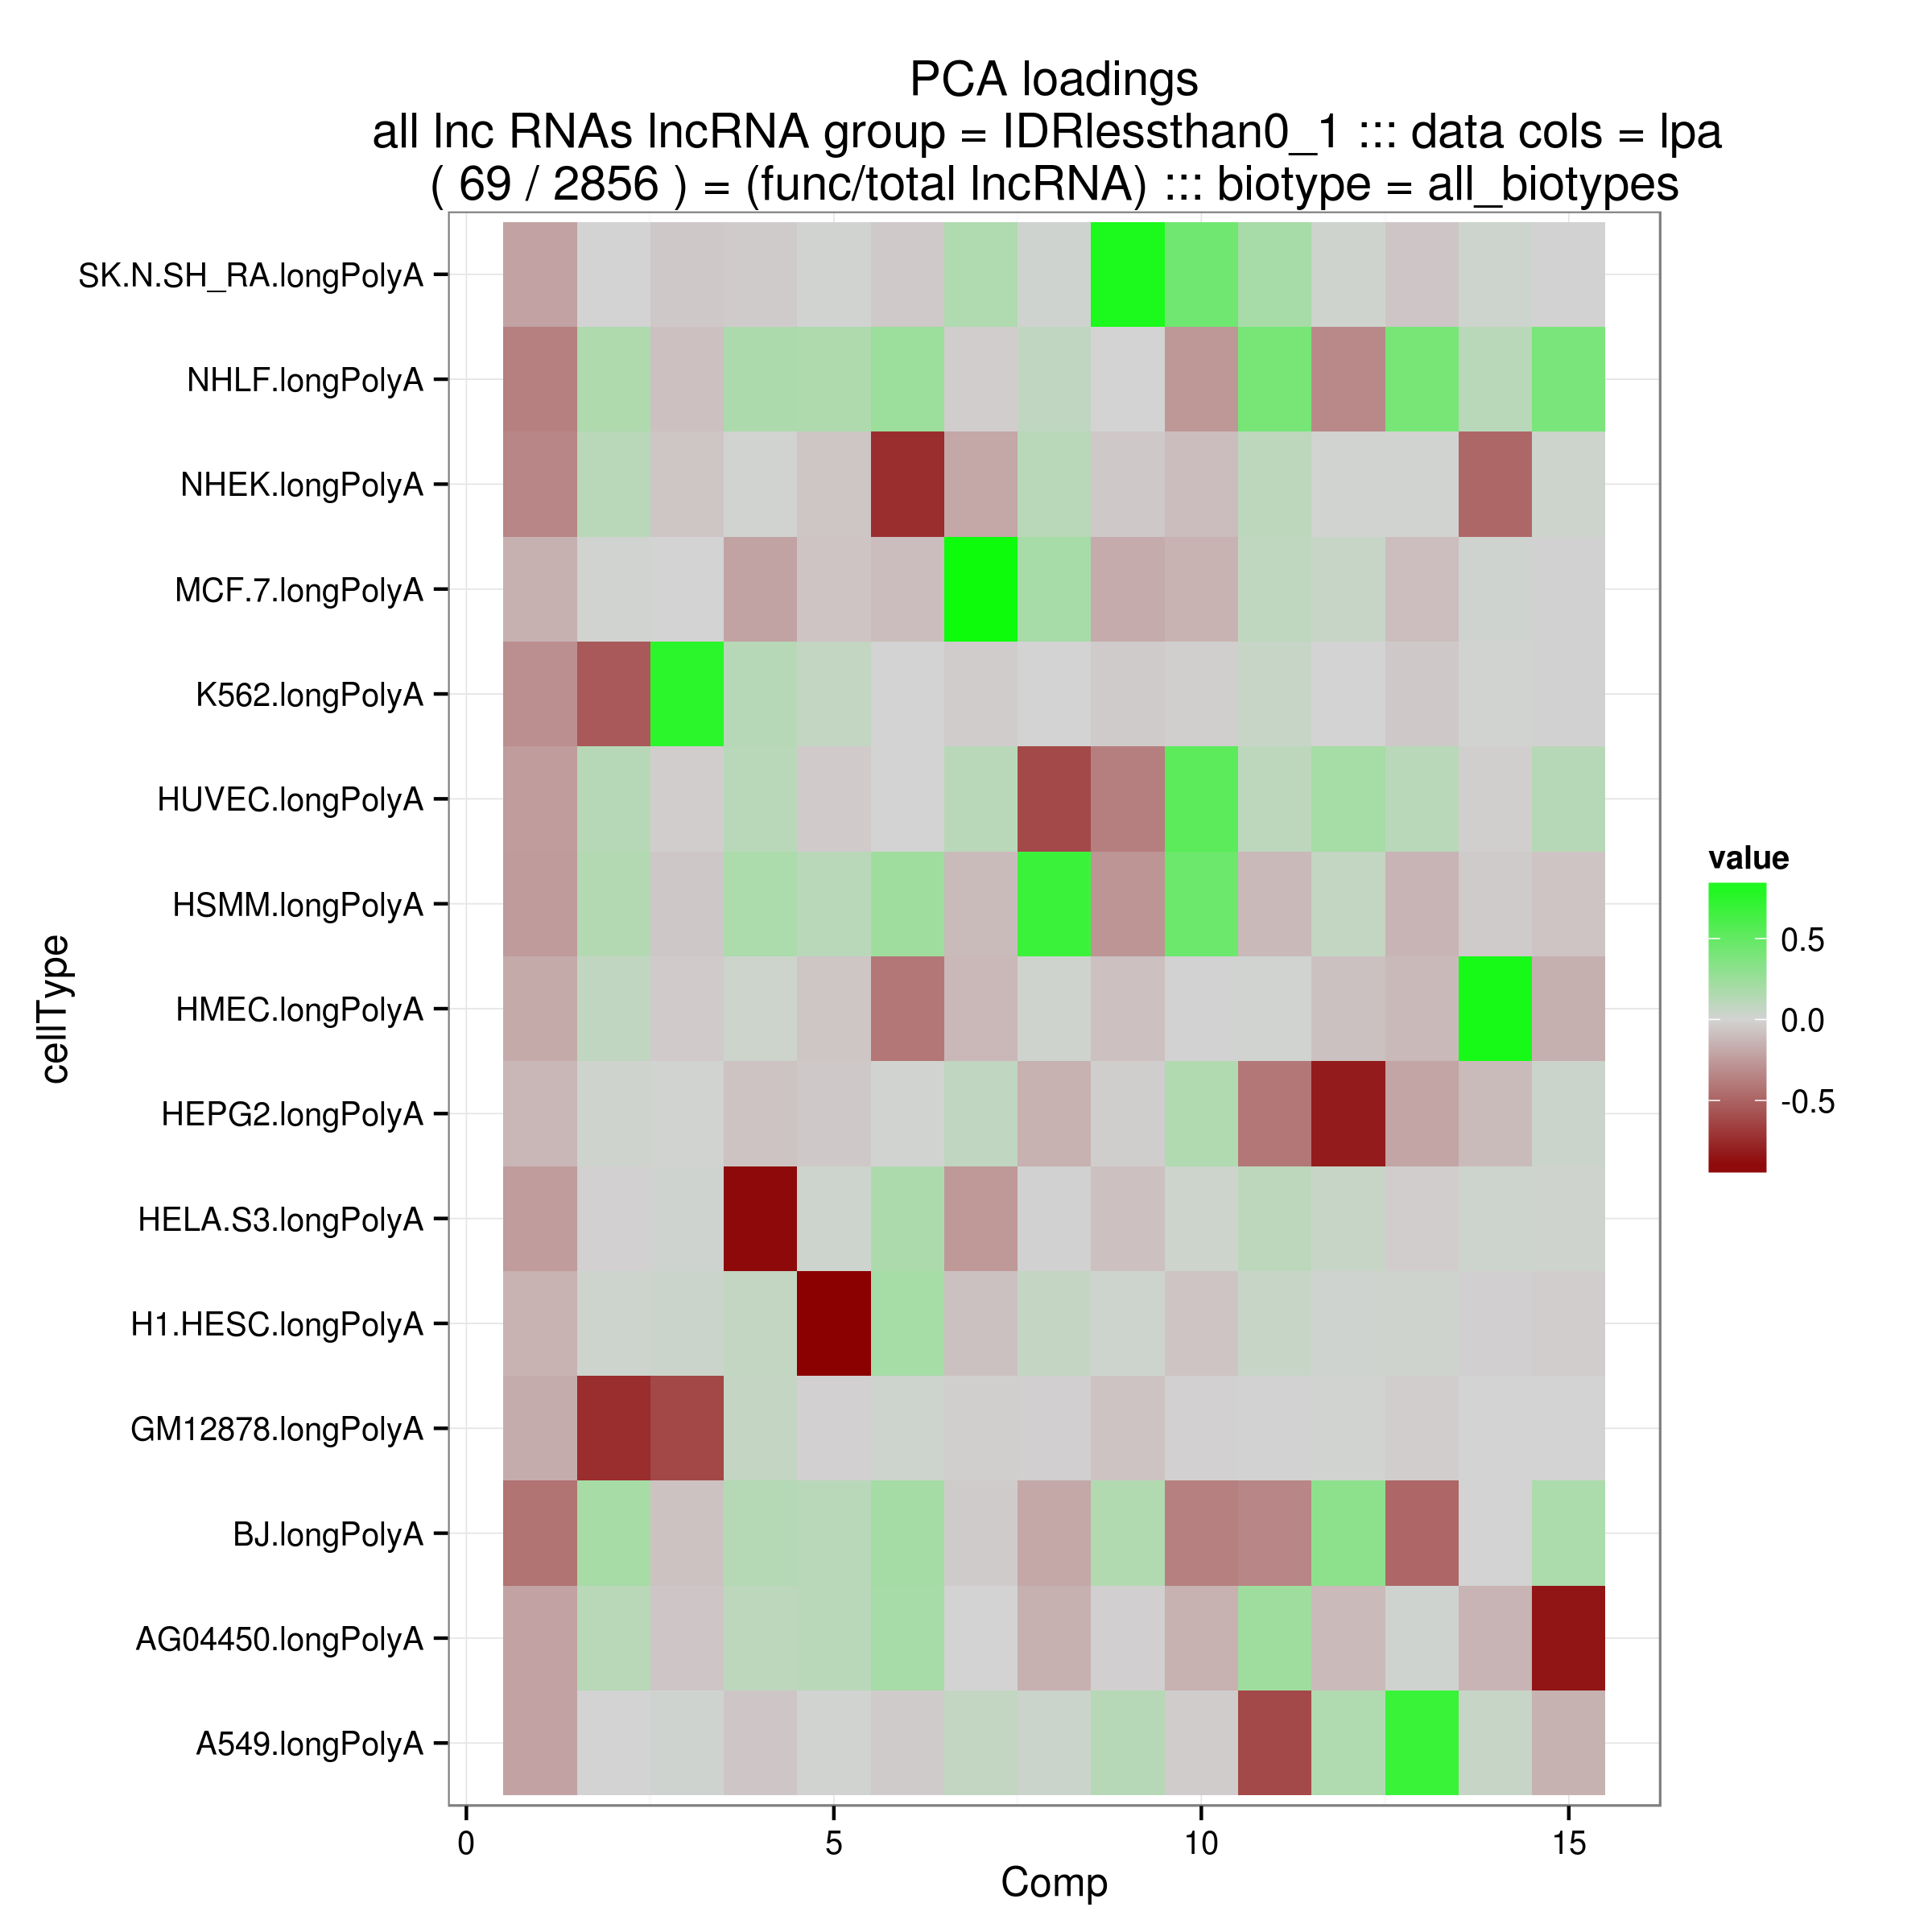 PCA loadings
all lnc RNAs lncRNA group = IDRlessthan0_1 ::: data cols = lpa
( 69 / 2856 ) = (func/total lncRNA) ::: biotype = all_biotypes
cellType
SK.N.SH_RA.longPolyA
NHLF.longPolyA
NHEK.longPolyA
MCF.7.longPolyA
K562.longPolyA
HUVEC.longPolyA
HSMM.longPolyA
HMEC.longPolyA
HEPG2.longPolyA
HELA.S3.longPolyA
H1.HESC.longPolyA
GM12878.longPolyA
BJ.longPolyA
AG04450.longPolyA
A549.longPolyA
0 5 10 15
Comp
value
0.5
0.0
-0.5